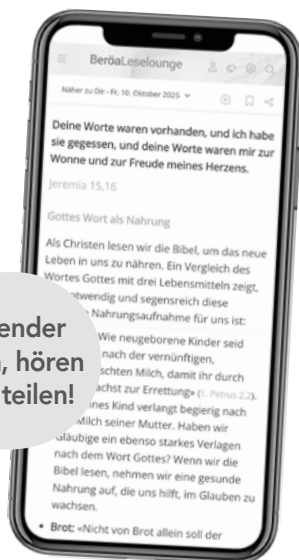 BeröaLeselounge
Näher zu Dir - Fr, 10. Oktober 2025
Deine Worte waren vorhanden, und ich habe
sie gegessen, und deine Worte waren mir zur
Wonne und zur Freude meines Herzens.
Jeremia 15,16
Gottes Wort als Nahrung
Als Christen lesen wir die Bibel, um das neue
Leben in uns zu nähren. Ein Vergleich des
Wortes Gottes mit drei Lebensmitteln zeigt,
twendig und segensreich diese
Nahrungsaufnahme für uns ist:
Wie neugeborene Kinder seid
nach der vernünftigen,
schten Milch, damit ihr durch
achst zur Errettung» (1. Petrus 2,2).
nes Kind verlangt begierig nach
Milch seiner Mutter. Haben wir
Gläubige ein ebenso starkes Verlagen
nach dem Wort Gottes? Wenn wir die
Bibel lesen, nehmen wir eine gesunde
Nahrung auf, die uns hilft, im Glauben zu
wachsen.
• Brot: «Nicht von Brot allein soll der
ender
, hören
teilen!